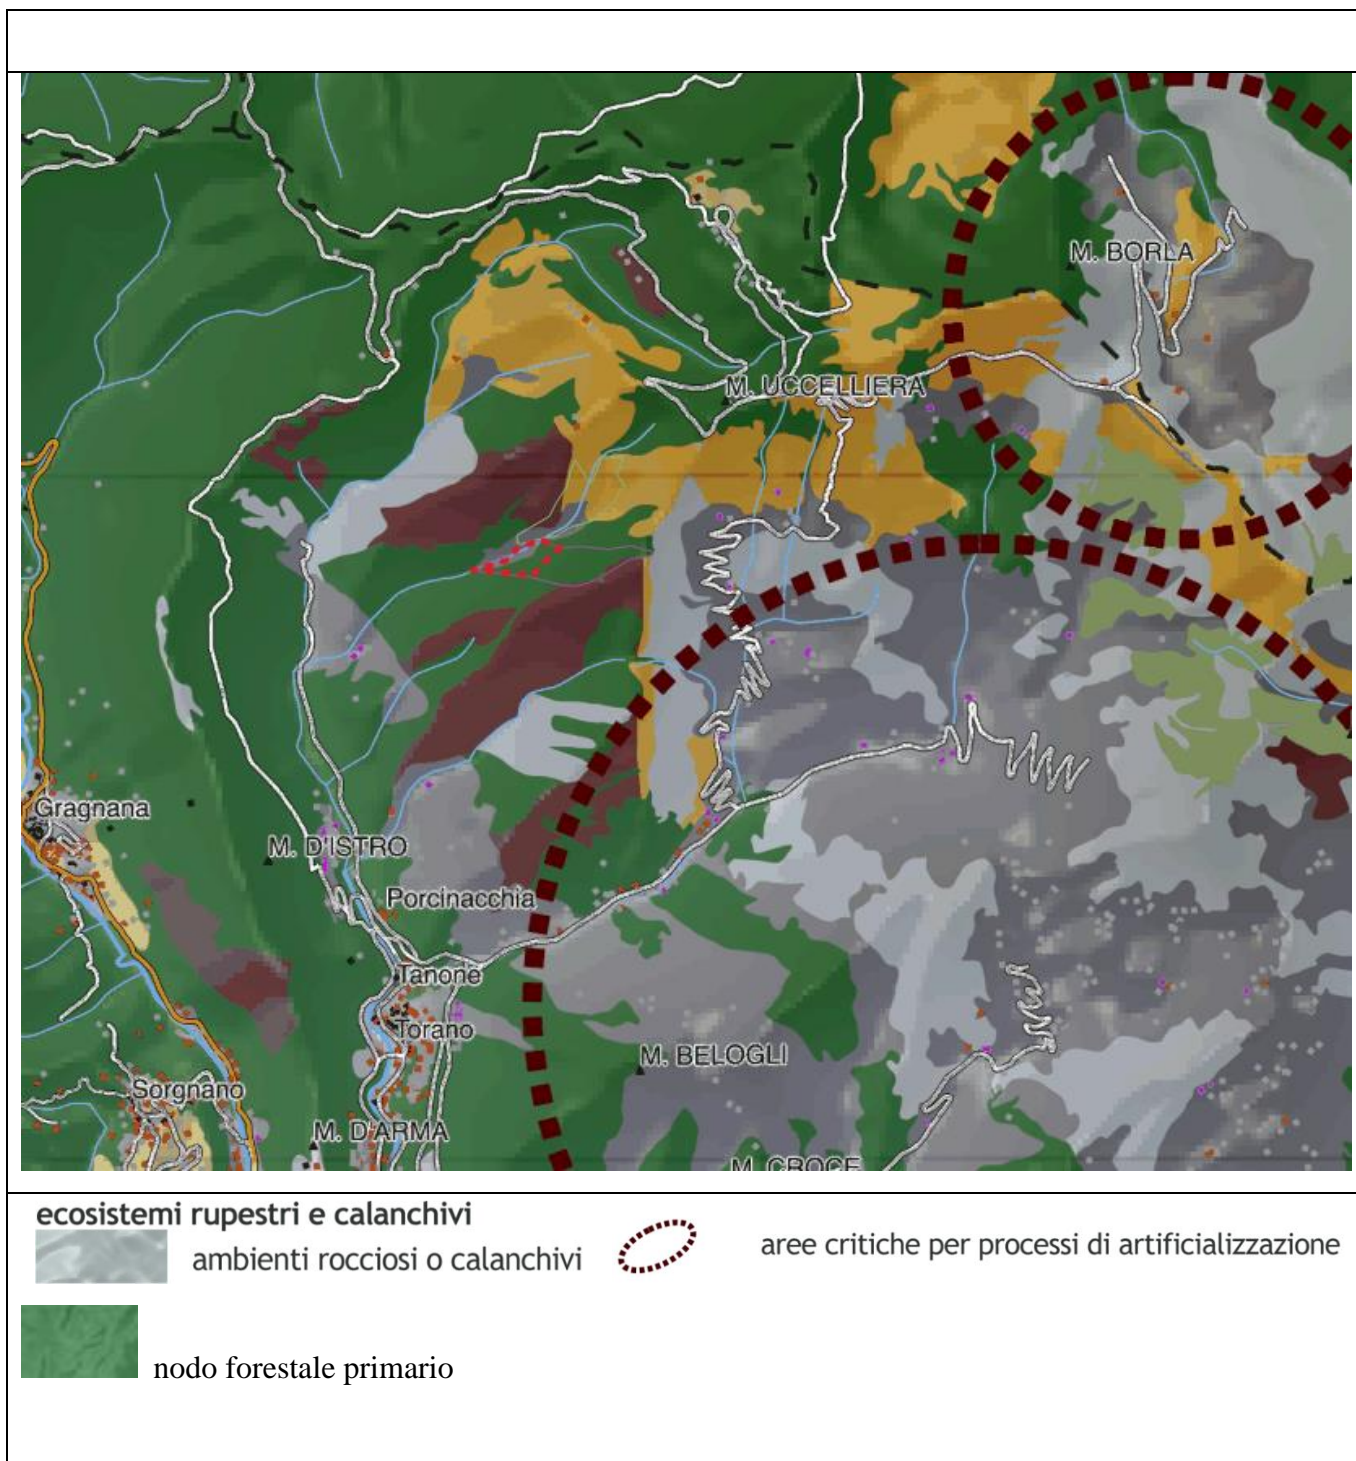 M. BORLA
M. UCCELLIERA
Gragnana
M. D'ISTRO
Porcinacchia
Tanone
Torano
M. BELOGLI
Sorgnano
M. D'ARMA
M. CROCE
ecosistemi rupestri e calanchivi
ambienti rocciosi o calanchivi
aree critiche per processi di artificializzazione
nodo forestale primario